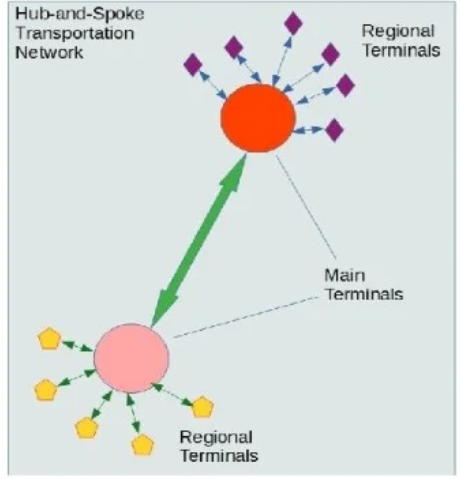 Hub-and-Spoke
Transportation
Network
Regional
Terminals
Main
Terminals
Regional
Terminals